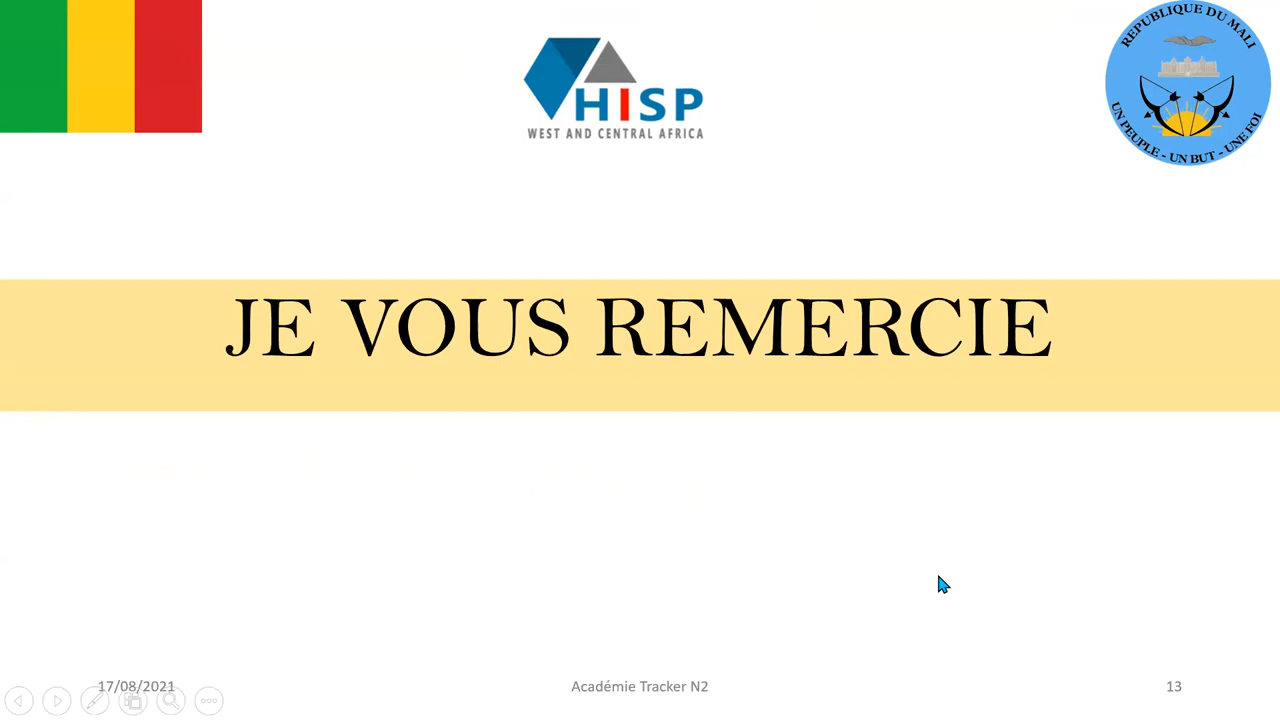 REPUBLIQUE DU MALI
UN PEUPLE - UN BUT - UNE FOI
HISP
WEST AND CENTRAL AFRICA
JE VOUS REMERCIE
17/08/2021
Académie Tracker N2
13